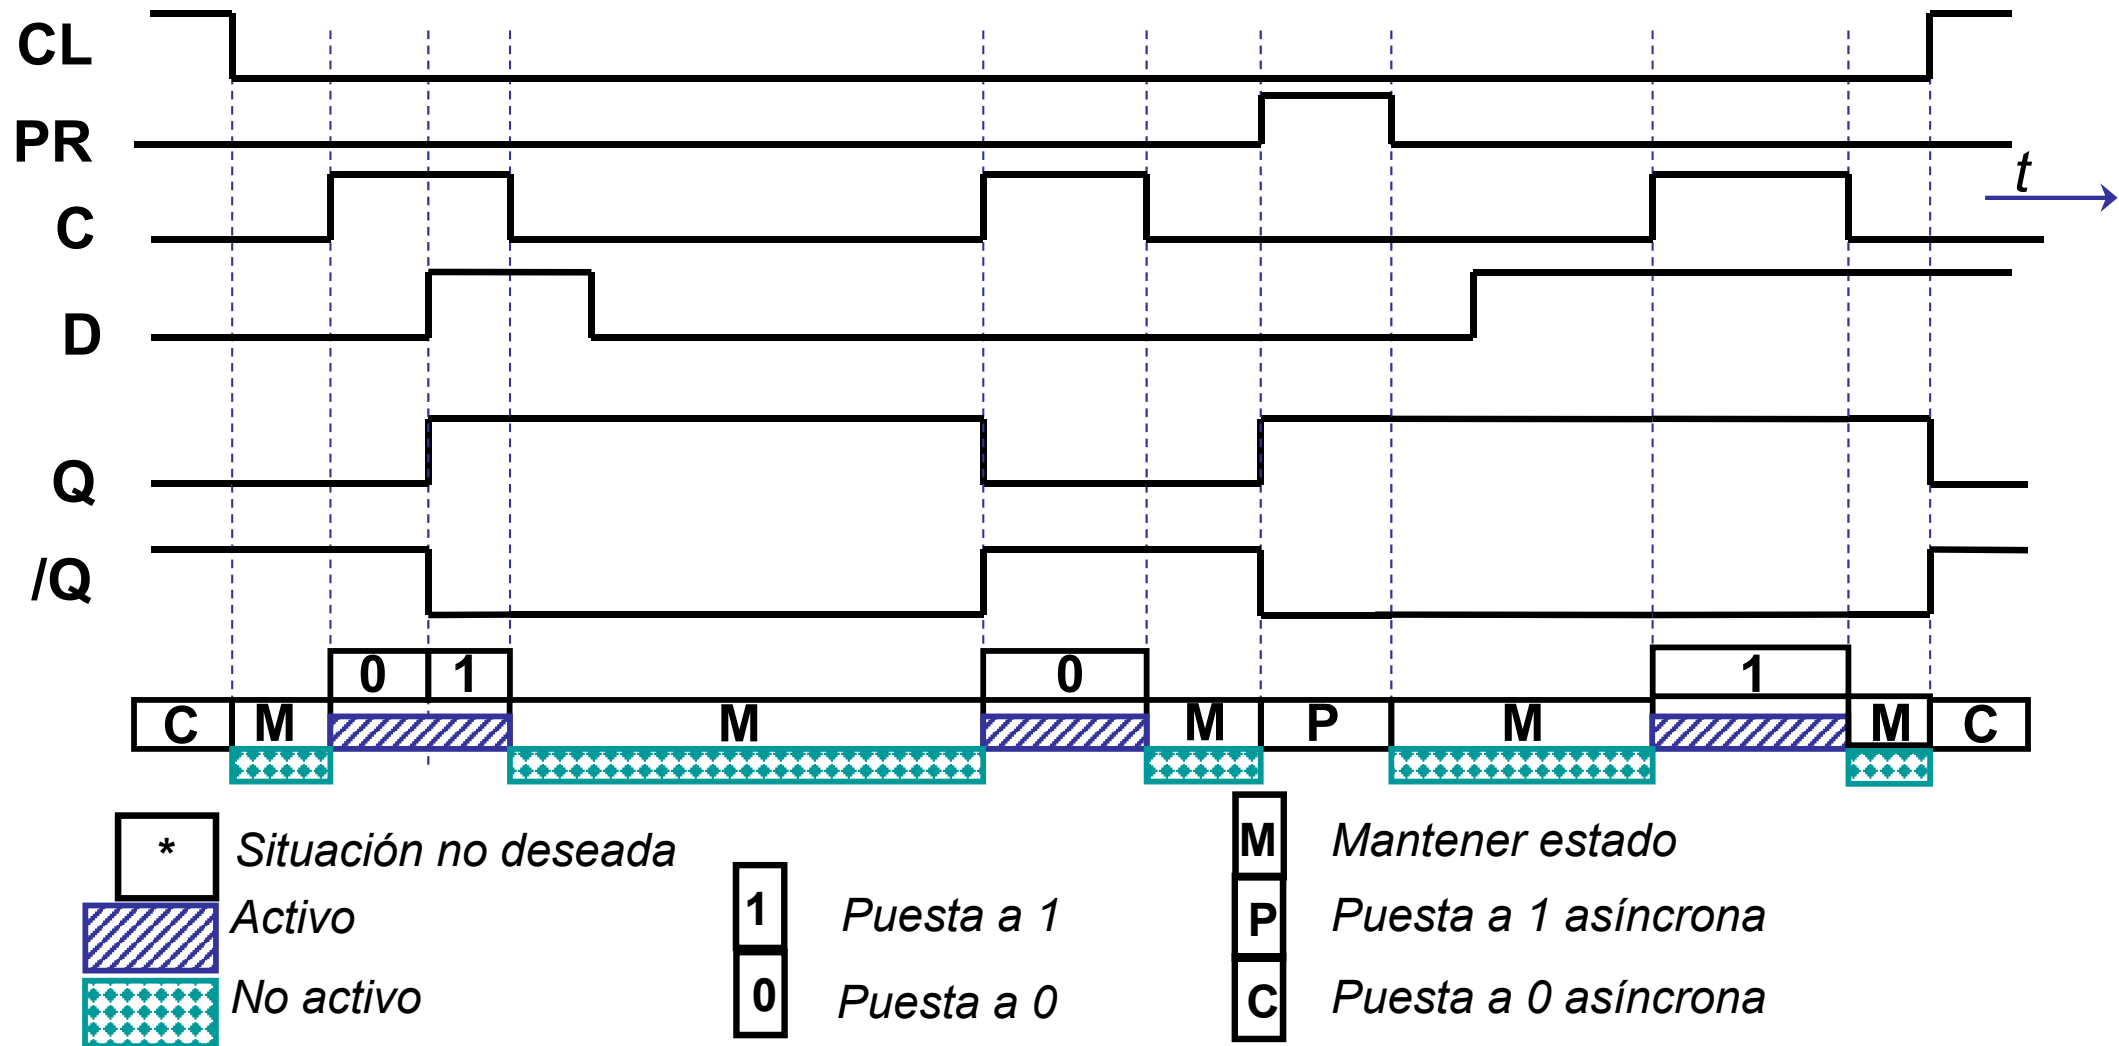 CL
PR
t
C
D
Q
/Q
0 1 0 1
C M M M P M M C
* Situación no deseada
Activo
No activo
1 Puesta a 1
0 Puesta a 0
M Mantener estado
P Puesta a 1 asíncrona
C Puesta a 0 asíncrona